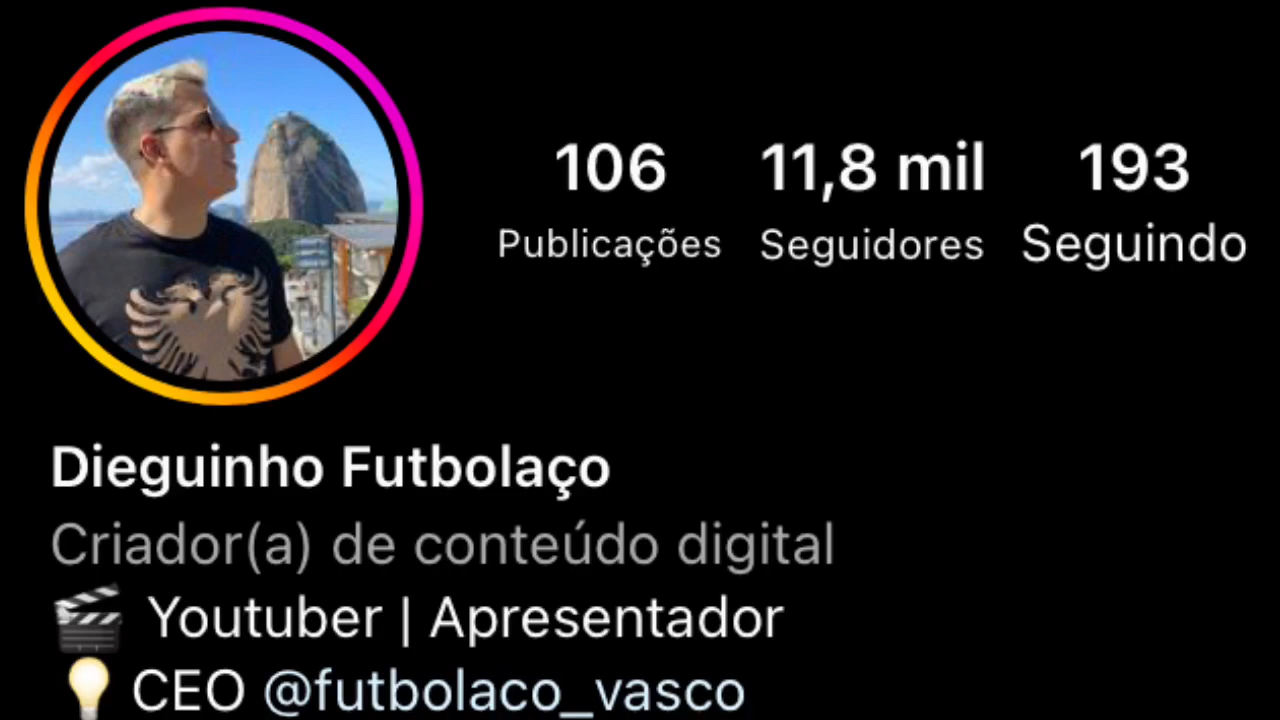 106 11,8 mil 193
Publicações Seguidores Seguindo
Dieguinho Futbolaço
Criador(a) de conteúdo digital
🎬 Youtuber | Apresentador
💡 CEO @futbolaco_vasco